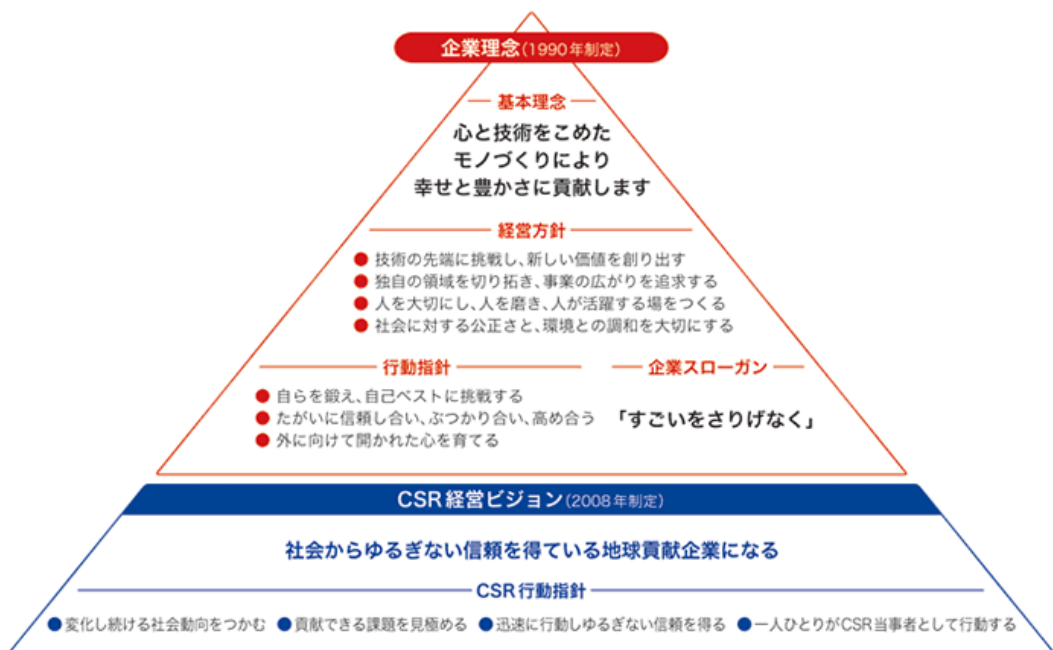 企業理念(1990年制定)
基本理念
心と技術をこめた
モノづくりにより
幸せと豊かさに貢献します
経営方針
● 技術の先端に挑戦し、新しい価値を創り出す
● 独自の領域を切り拓き、事業の広がりを追求する
● 人を大切にし、人を磨き、人が活躍する場をつくる
● 社会に対する公正さと、環境との調和を大切にする
行動指針
● 自らを鍛え、自己ベストに挑戦する
● たがいに信頼し合い、ぶつかり合い、高め合う
● 外に向けて開かれた心を育てる
企業スローガン
「すごいをさりげなく」
CSR経営ビジョン(2008年制定)
社会からゆるぎない信頼を得ている地球貢献企業になる
CSR行動指針
●変化し続ける社会動向をつかむ ●貢献できる課題を見極める ●迅速に行動しゆるぎない信頼を得る ●一人ひとりがCSR当事者として行動する